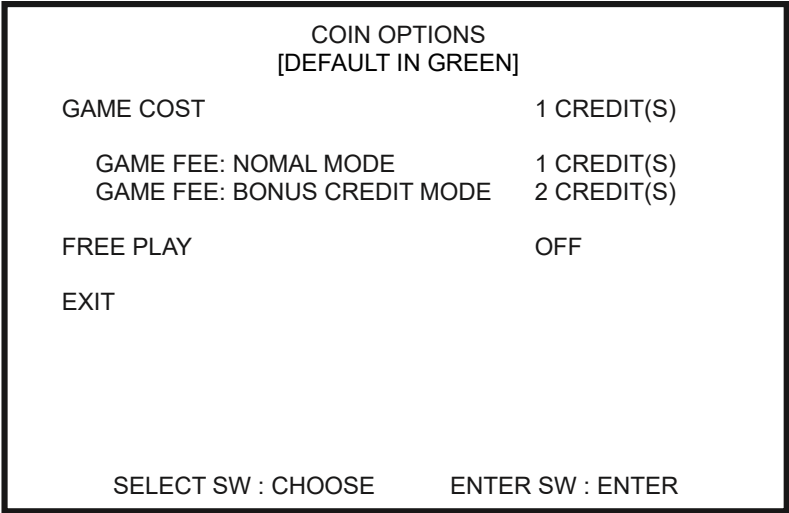 COIN OPTIONS
[DEFAULT IN GREEN]
GAME COST 1 CREDIT(S)
GAME FEE: NOMAL MODE 1 CREDIT(S)
GAME FEE: BONUS CREDIT MODE 2 CREDIT(S)
FREE PLAY OFF
EXIT
SELECT SW : CHOOSE ENTER SW : ENTER